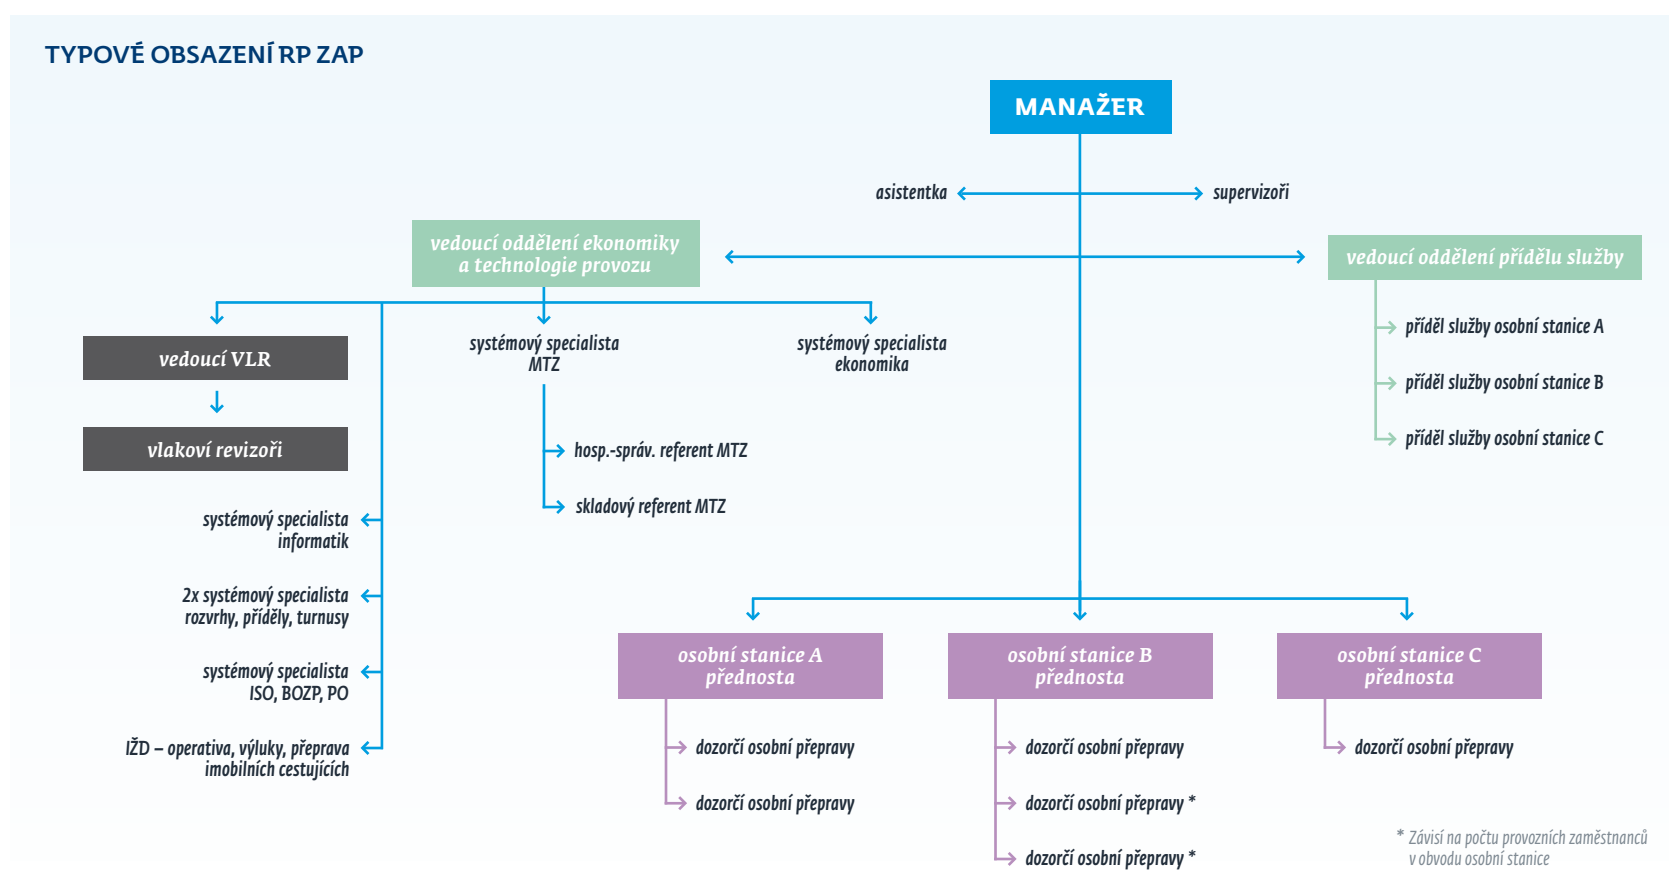 TYPOVÉ OBSAZENÍ RP ZAP
MANAŽER
asistentka
supervizoři
vedoucí oddělení ekonomiky
a technologie provozu
vedoucí oddělení přídělu služby
vedoucí VLR
vlakoví revizoři
systémový specialista
MTZ
systémový specialista
ekonomika
hosp.-správ. referent MTZ
skladový referent MTZ
příděl služby osobní stanice A
příděl služby osobní stanice B
příděl služby osobní stanice C
systémový specialista
informatik
2x systémový specialista
rozvrhy, příděly, turnusy
systémový specialista
ISO, BOZP, PO
IŽD – operativa, výluky, přeprava
imobilních cestujících
osobní stanice A
přednosta
dozorčí osobní přepravy
dozorčí osobní přepravy
osobní stanice B
přednosta
dozorčí osobní přepravy
dozorčí osobní přepravy *
dozorčí osobní přepravy *
osobní stanice C
přednosta
dozorčí osobní přepravy
* Závisí na počtu provozních zaměstnanců
v obvodu osobní stanice